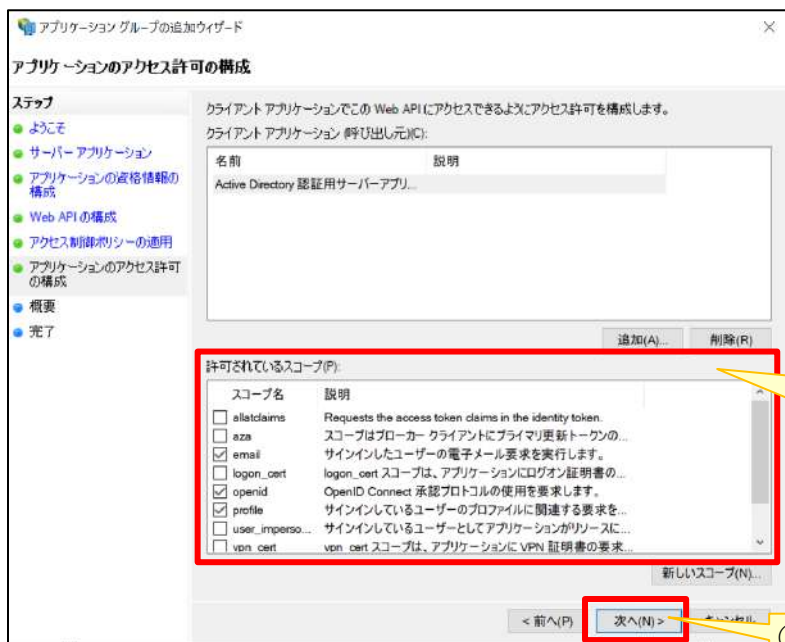 アプリケーション グループの追加ウィザード
アプリケーションのアクセス許可の構成
ステップ
ようこそ
サーバー アプリケーション
アプリケーションの資格情報の
構成
Web API の構成
アクセス制御ポリシーの適用
アプリケーションのアクセス許可
の構成
概要
完了
クライアント アプリケーションでこの Web API にアクセスできるようにアクセス許可を構成します。
クライアント アプリケーション (呼び出し元)(C):
名前 説明
Active Directory 認証用サーバーアプリ...
追加(A)... 削除(R)
許可されているスコープ(P):
スコープ名 説明
allatclaims Requests the access token claims in the identity token.
aza スコープはブローカー クライアントにプライマリ更新トークンの...
email サインインしたユーザーの電子メール要求を実行します。
logon_cert logon_cert スコープは、アプリケーションにログオン証明書の...
openid OpenID Connect 承認プロトコルの使用を要求します。
profile サインインしているユーザーのプロファイルに関連する要求を...
user_imperso... サインインしているユーザーとしてアプリケーションがリソースに...
vpn_cert vpn_cert スコープは、アプリケーションに VPN 証明書の要求...
新しいスコープ(N)...
< 前へ(P) 次へ(N) >